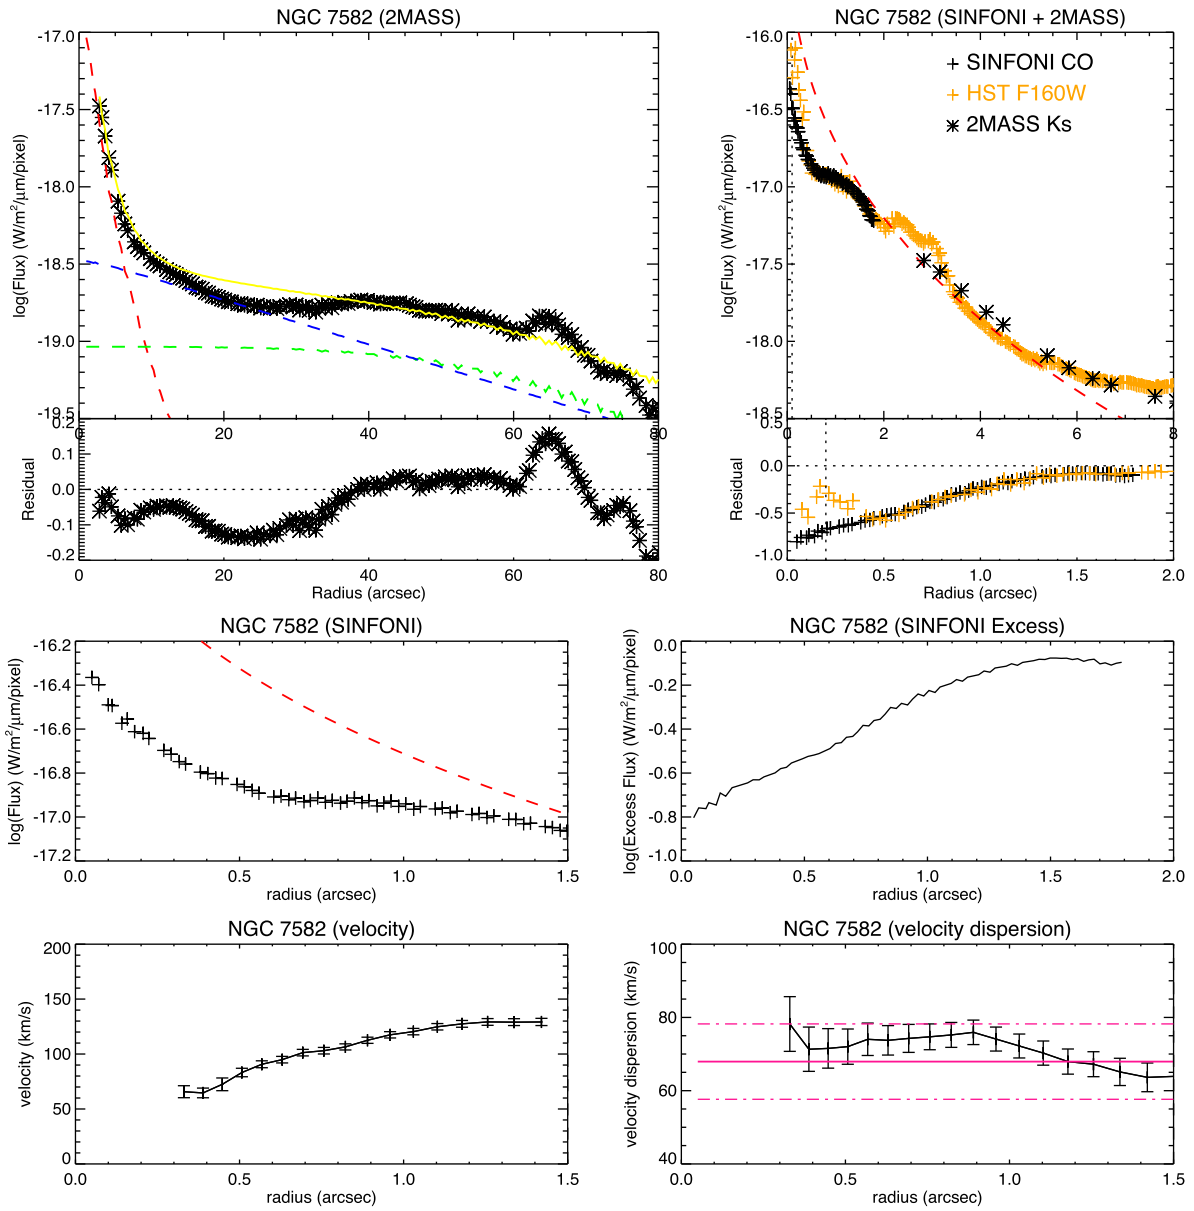 NGC 7582 (2MASS)
log(Flux) (W/m²/µm/pixel)
-17.0
-17.5
-18.0
-18.5
-19.0
-19.5
0 20 40 60 80
Residual
0.2
0.1
0.0
-0.1
-0.2
0 20 40 60 80
Radius (arcsec)
NGC 7582 (SINFONI + 2MASS)
SINFONI CO
HST F160W
2MASS Ks
log(Flux) (W/m²/µm/pixel)
-16.0
-16.5
-17.0
-17.5
-18.0
-18.5
0 2 4 6 8
Residual
0.5
0.0
-0.5
-1.0
0.0 0.5 1.0 1.5 2.0
Radius (arcsec)
NGC 7582 (SINFONI)
log(Flux) (W/m²/µm/pixel)
-16.2
-16.4
-16.6
-16.8
-17.0
-17.2
0.0 0.5 1.0 1.5
radius (arcsec)
NGC 7582 (SINFONI Excess)
log(Excess Flux) (W/m²/µm/pixel)
0.0
-0.2
-0.4
-0.6
-0.8
-1.0
0.0 0.5 1.0 1.5 2.0
radius (arcsec)
NGC 7582 (velocity)
velocity (km/s)
200
150
100
50
0
0.0 0.5 1.0 1.5
radius (arcsec)
NGC 7582 (velocity dispersion)
velocity dispersion (km/s)
100
80
60
40
0.0 0.5 1.0 1.5
radius (arcsec)